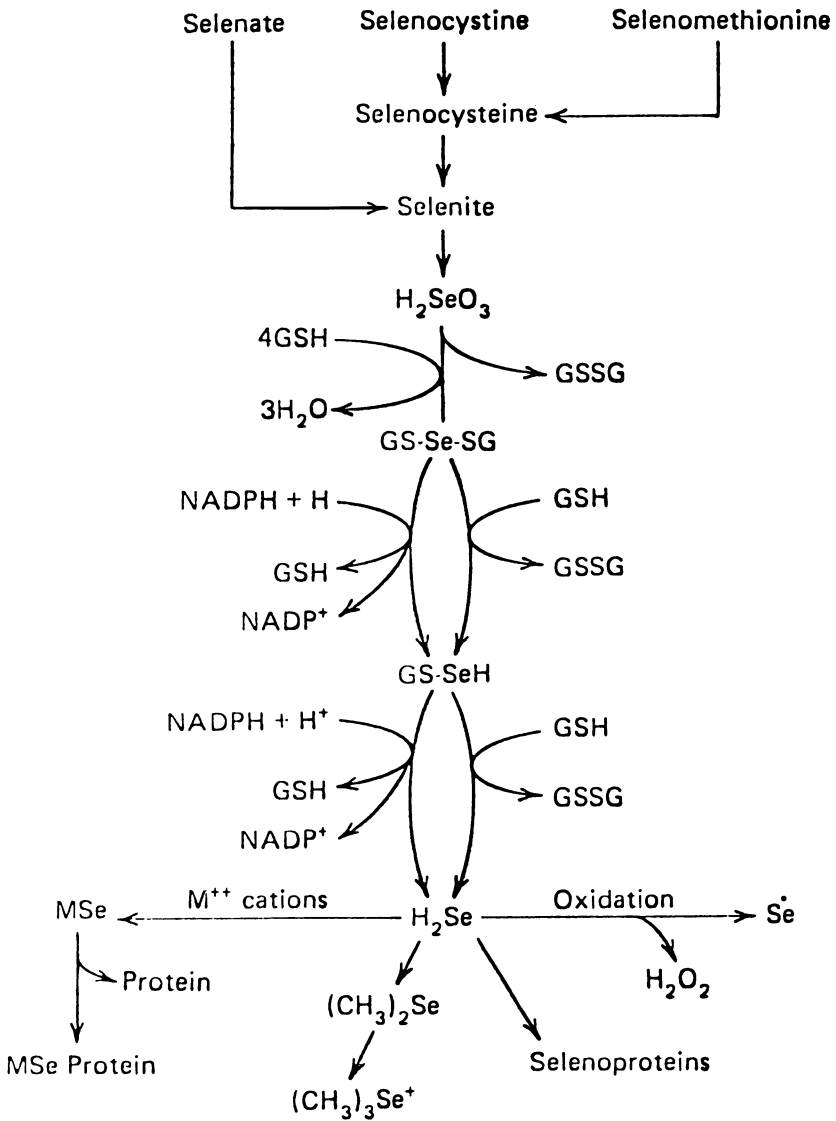 Selenate Selenocystine Selenomethionine
Selenocysteine
Selenite
H₂SeO₃
4GSH
GSSG
3H₂O
GS-Se-SG
NADPH + H GSH
GSH GSSG
NADP⁺
GS-SeH
NADPH + H⁺ GSH
GSH GSSG
NADP⁺
MSe M⁺⁺ cations H₂Se Oxidation Se•
Protein H₂O₂
(CH₃)₂Se
MSe Protein Selenoproteins
(CH₃)₃Se⁺